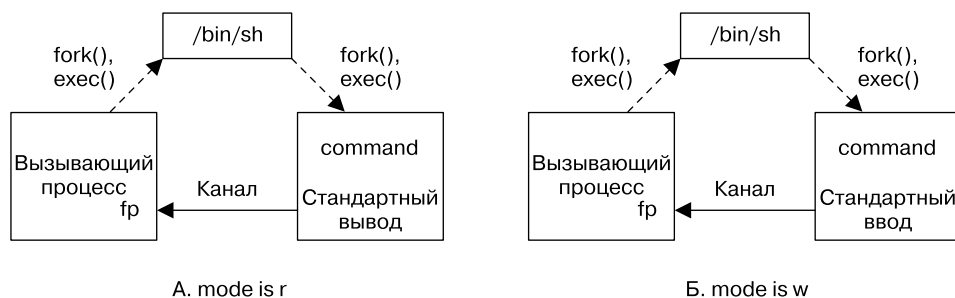 /bin/sh
fork(),
exec()
fork(),
exec()
Вызывающий
процесс
fp
Канал
command
Стандартный
вывод
А. mode is r
/bin/sh
fork(),
exec()
fork(),
exec()
Вызывающий
процесс
fp
Канал
command
Стандартный
ввод
Б. mode is w